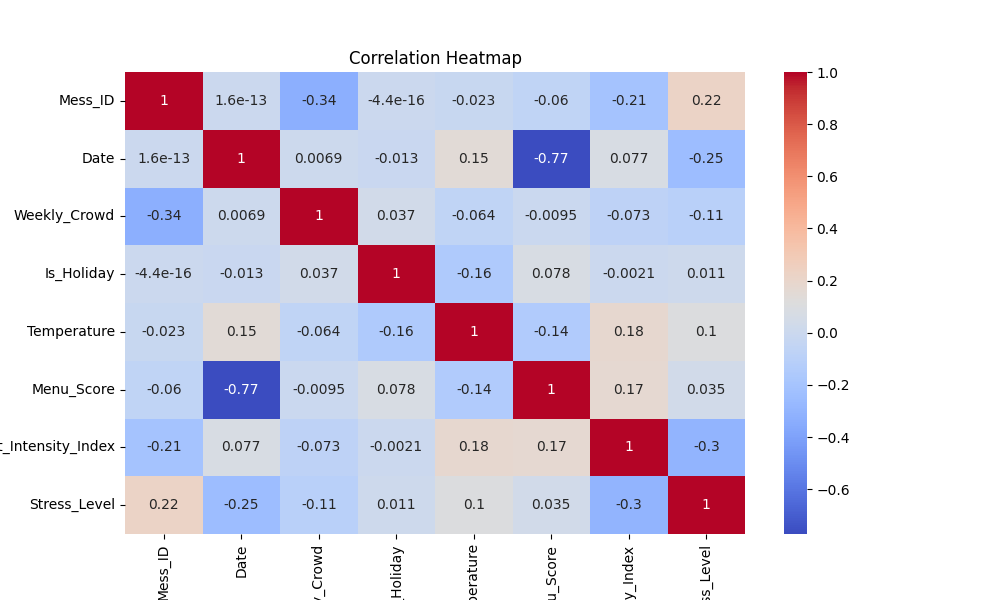 Correlation Heatmap
Mess_ID 1 1.6e-13 -0.34 -4.4e-16 -0.023 -0.06 -0.21 0.22
Date 1.6e-13 1 0.0069 -0.013 0.15 -0.77 0.077 -0.25
Weekly_Crowd -0.34 0.0069 1 0.037 -0.064 -0.0095 -0.073 -0.11
Is_Holiday -4.4e-16 -0.013 0.037 1 -0.16 0.078 -0.0021 0.011
Temperature -0.023 0.15 -0.064 -0.16 1 -0.14 0.18 0.1
Menu_Score -0.06 -0.77 -0.0095 0.078 -0.14 1 0.17 0.035
t_Intensity_Index -0.21 0.077 -0.073 -0.0021 0.18 0.17 1 -0.3
Stress_Level 0.22 -0.25 -0.11 0.011 0.1 0.035 -0.3 1
Mess_ID
Date
y_Crowd
_Holiday
perature
u_Score
y_Index
ss_Level
1.0
0.8
0.6
0.4
0.2
0.0
−0.2
−0.4
−0.6